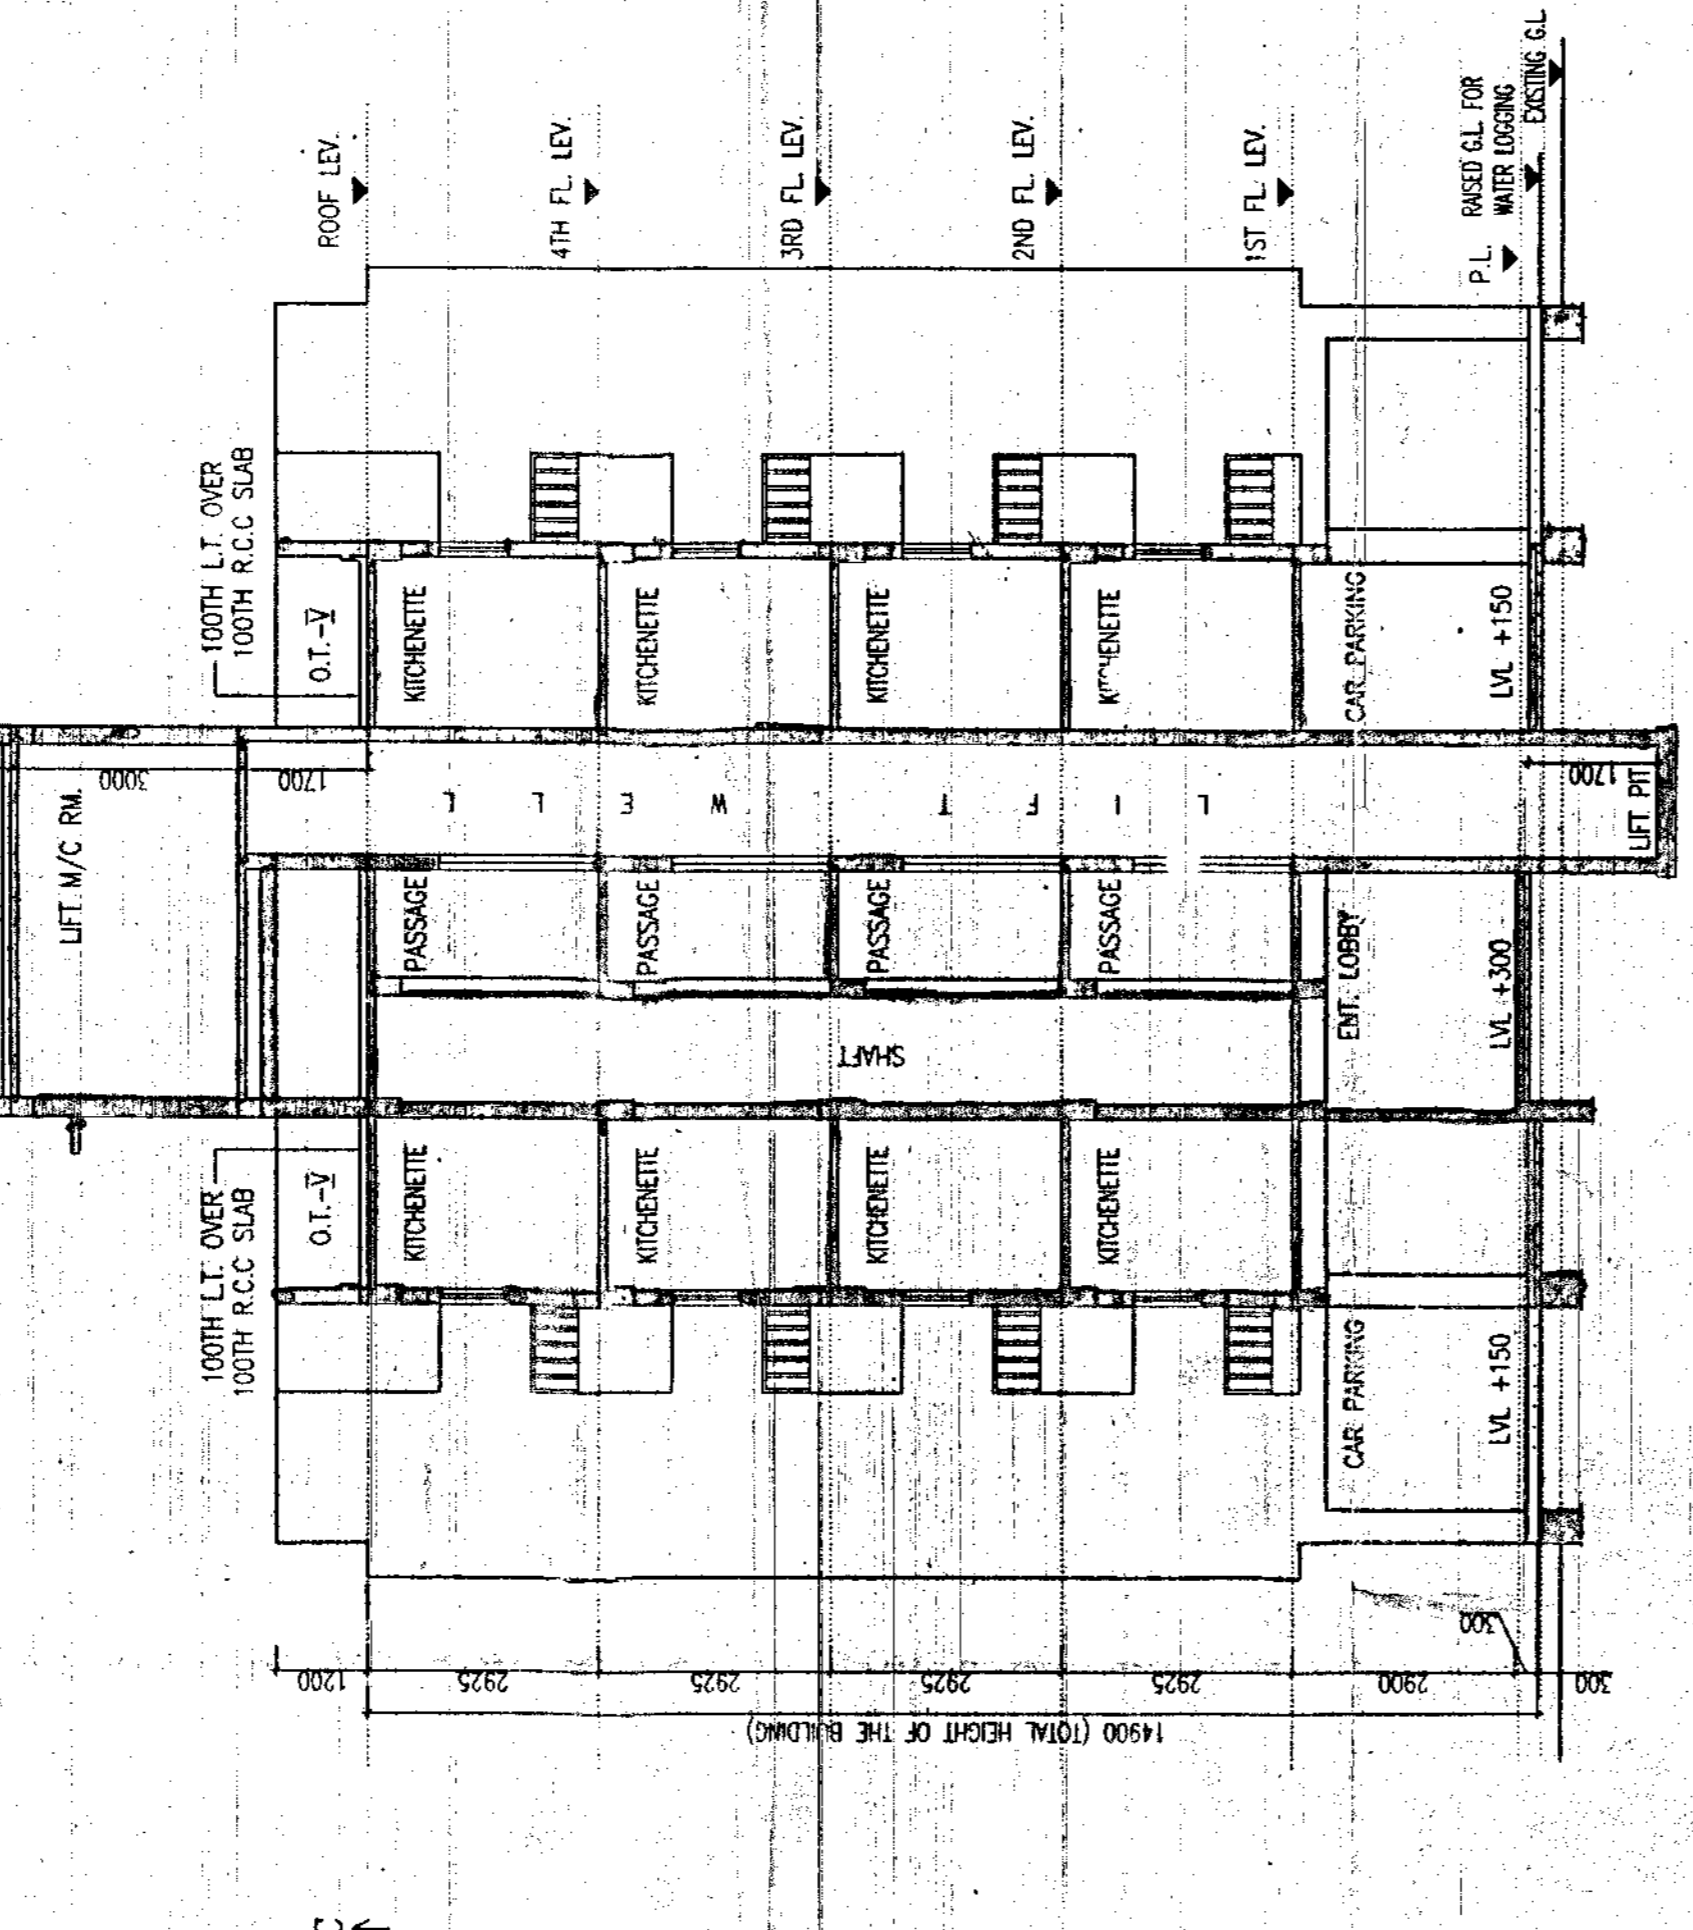 LIFT. M/C RM.
3000
1700
100TH L.T. OVER
100TH R.C.C SLAB
100TH L.T. OVER
100TH R.C.C SLAB
O.T.-V
O.T.-V
ROOF LEV.
4TH FL. LEV.
3RD FL. LEV.
2ND FL. LEV.
1ST FL. LEV.
P.L.
RAISED G.L. FOR
WATER LOGGING
EXISTING G.L
KITCHENETTE
PASSAGE
KITCHENETTE
KITCHENETTE
PASSAGE
KITCHENETTE
KITCHENETTE
PASSAGE
KITCHENETTE
KITCHENETTE
PASSAGE
KITCHENETTE
LIFT WELL
SHAFT
CAR PARKING
LVL +150
ENT. LOBBY
LVL +300
CAR PARKING
LVL +150
1700
LIFT PIT
1200
2925
2925
2925
2925
2900
300
300
14900 (TOTAL HEIGHT OF THE BUILDING)